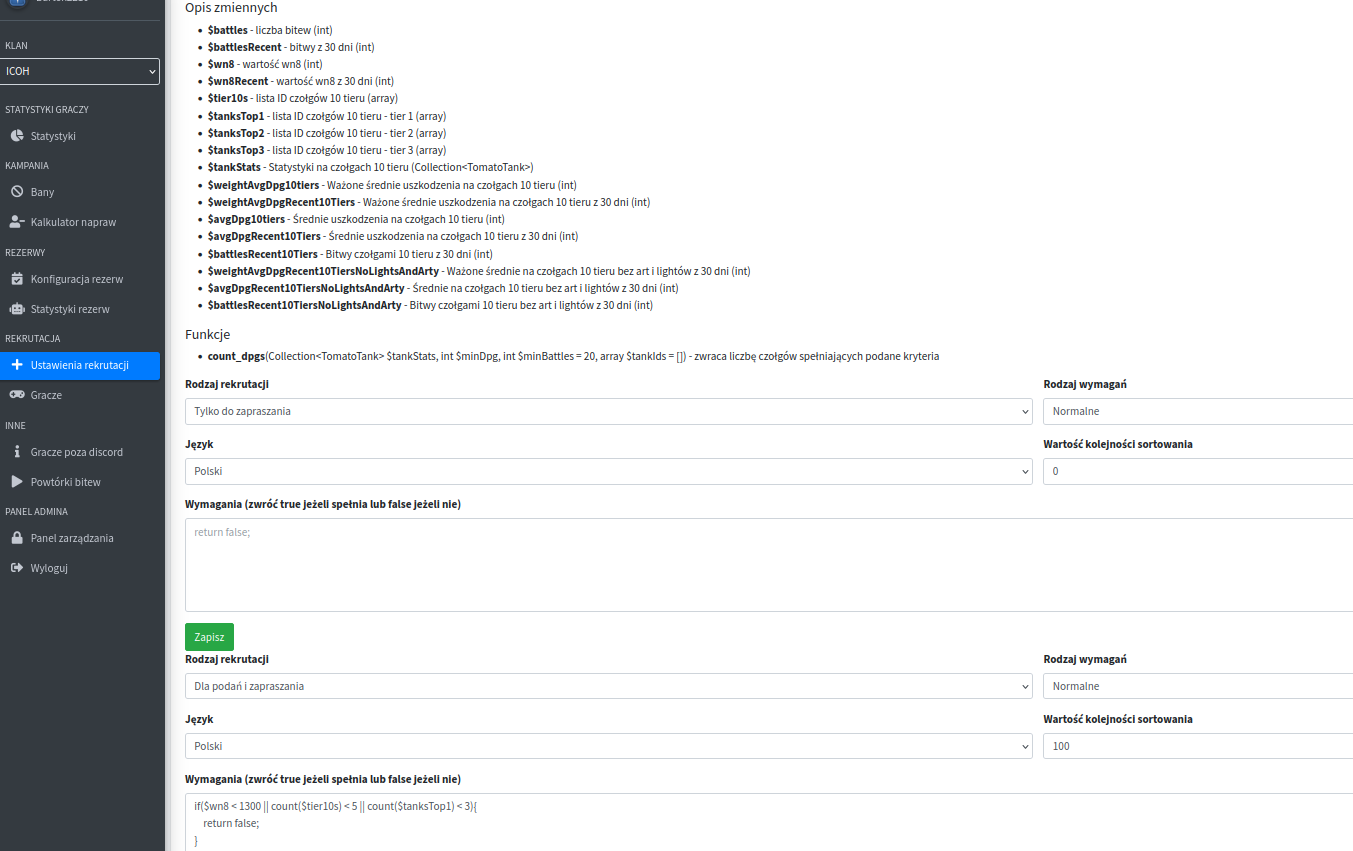 KLAN
ICOH
STATYSTYKI GRACZY
Statystyki
KAMPANIA
Bany
Kalkulator napraw
REZERWY
Konfiguracja rezerw
Statystyki rezerw
REKRUTACJA
Ustawienia rekrutacji
Gracze
INNE
Gracze poza discord
Powtórki bitew
PANEL ADMINA
Panel zarządzania
Wyloguj
Opis zmiennych
$battles - liczba bitew (int)
$battlesRecent - bitwy z 30 dni (int)
$wn8 - wartość wn8 (int)
$wn8Recent - wartość wn8 z 30 dni (int)
$tier10s - lista ID czołgów 10 tieru (array)
$tanksTop1 - lista ID czołgów 10 tieru - tier 1 (array)
$tanksTop2 - lista ID czołgów 10 tieru - tier 2 (array)
$tanksTop3 - lista ID czołgów 10 tieru - tier 3 (array)
$tankStats - Statystyki na czołgach 10 tieru (Collection<TomatoTank>)
$weightAvgDpg10tiers - Ważone średnie uszkodzenia na czołgach 10 tieru (int)
$weightAvgDpgRecent10Tiers - Ważone średnie uszkodzenia na czołgach 10 tieru z 30 dni (int)
$avgDpg10tiers - Średnie uszkodzenia na czołgach 10 tieru (int)
$avgDpgRecent10Tiers - Średnie uszkodzenia na czołgach 10 tieru z 30 dni (int)
$battlesRecent10Tiers - Bitwy czołgami 10 tieru z 30 dni (int)
$weightAvgDpgRecent10TiersNoLightsAndArty - Ważone średnie na czołgach 10 tieru bez art i lightów z 30 dni (int)
$avgDpgRecent10TiersNoLightsAndArty - Średnie na czołgach 10 tieru bez art i lightów z 30 dni (int)
$battlesRecent10TiersNoLightsAndArty - Bitwy czołgami 10 tieru bez art i lightów z 30 dni (int)
Funkcje
count_dpgs(Collection<TomatoTank> $tankStats, int $minDpg, int $minBattles = 20, array $tankIds = []) - zwraca liczbę czołgów spełniających podane kryteria
Rodzaj rekrutacji
Rodzaj wymagań
Tylko do zapraszania
Normalne
Język
Wartość kolejności sortowania
Polski
0
Wymagania (zwróć true jeżeli spełnia lub false jeżeli nie)
return false;
Zapisz
Rodzaj rekrutacji
Rodzaj wymagań
Dla podań i zapraszania
Normalne
Język
Wartość kolejności sortowania
Polski
100
Wymagania (zwróć true jeżeli spełnia lub false jeżeli nie)
if($wn8 < 1300 || count($tier10s) < 5 || count($tanksTop1) < 3){
return false;
}